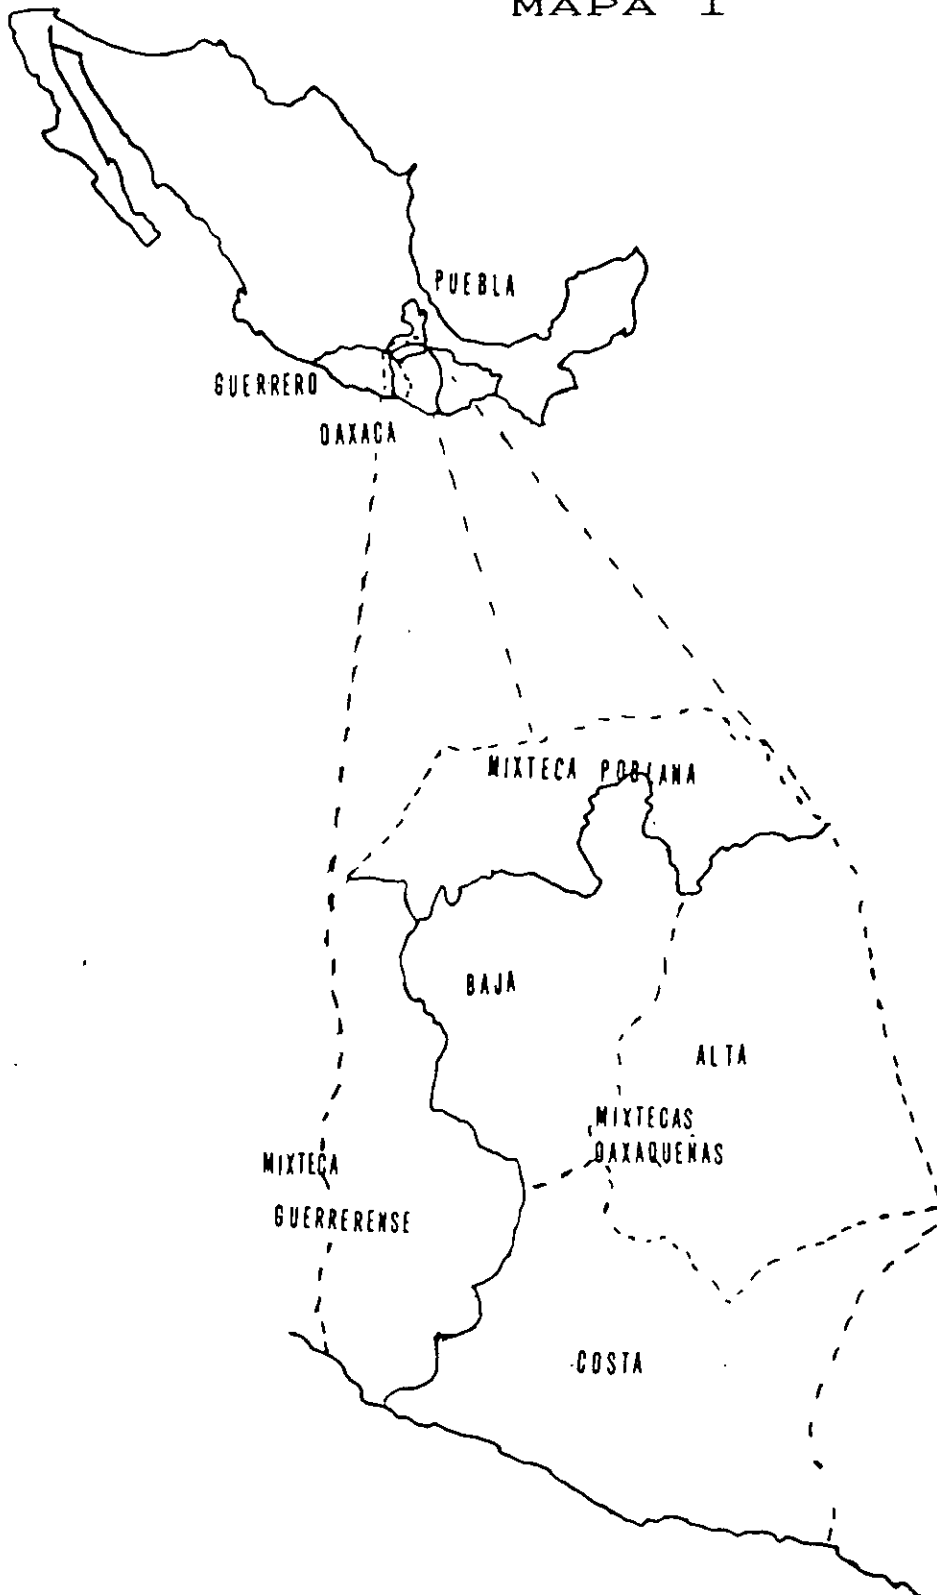 MAPA 1
PUEBLA
GUERRERO
OAXACA
MIXTECA POBLANA
BAJA
ALTA
MIXTECAS
OAXAQUEÑAS
MIXTECA
GUERRERENSE
COSTA